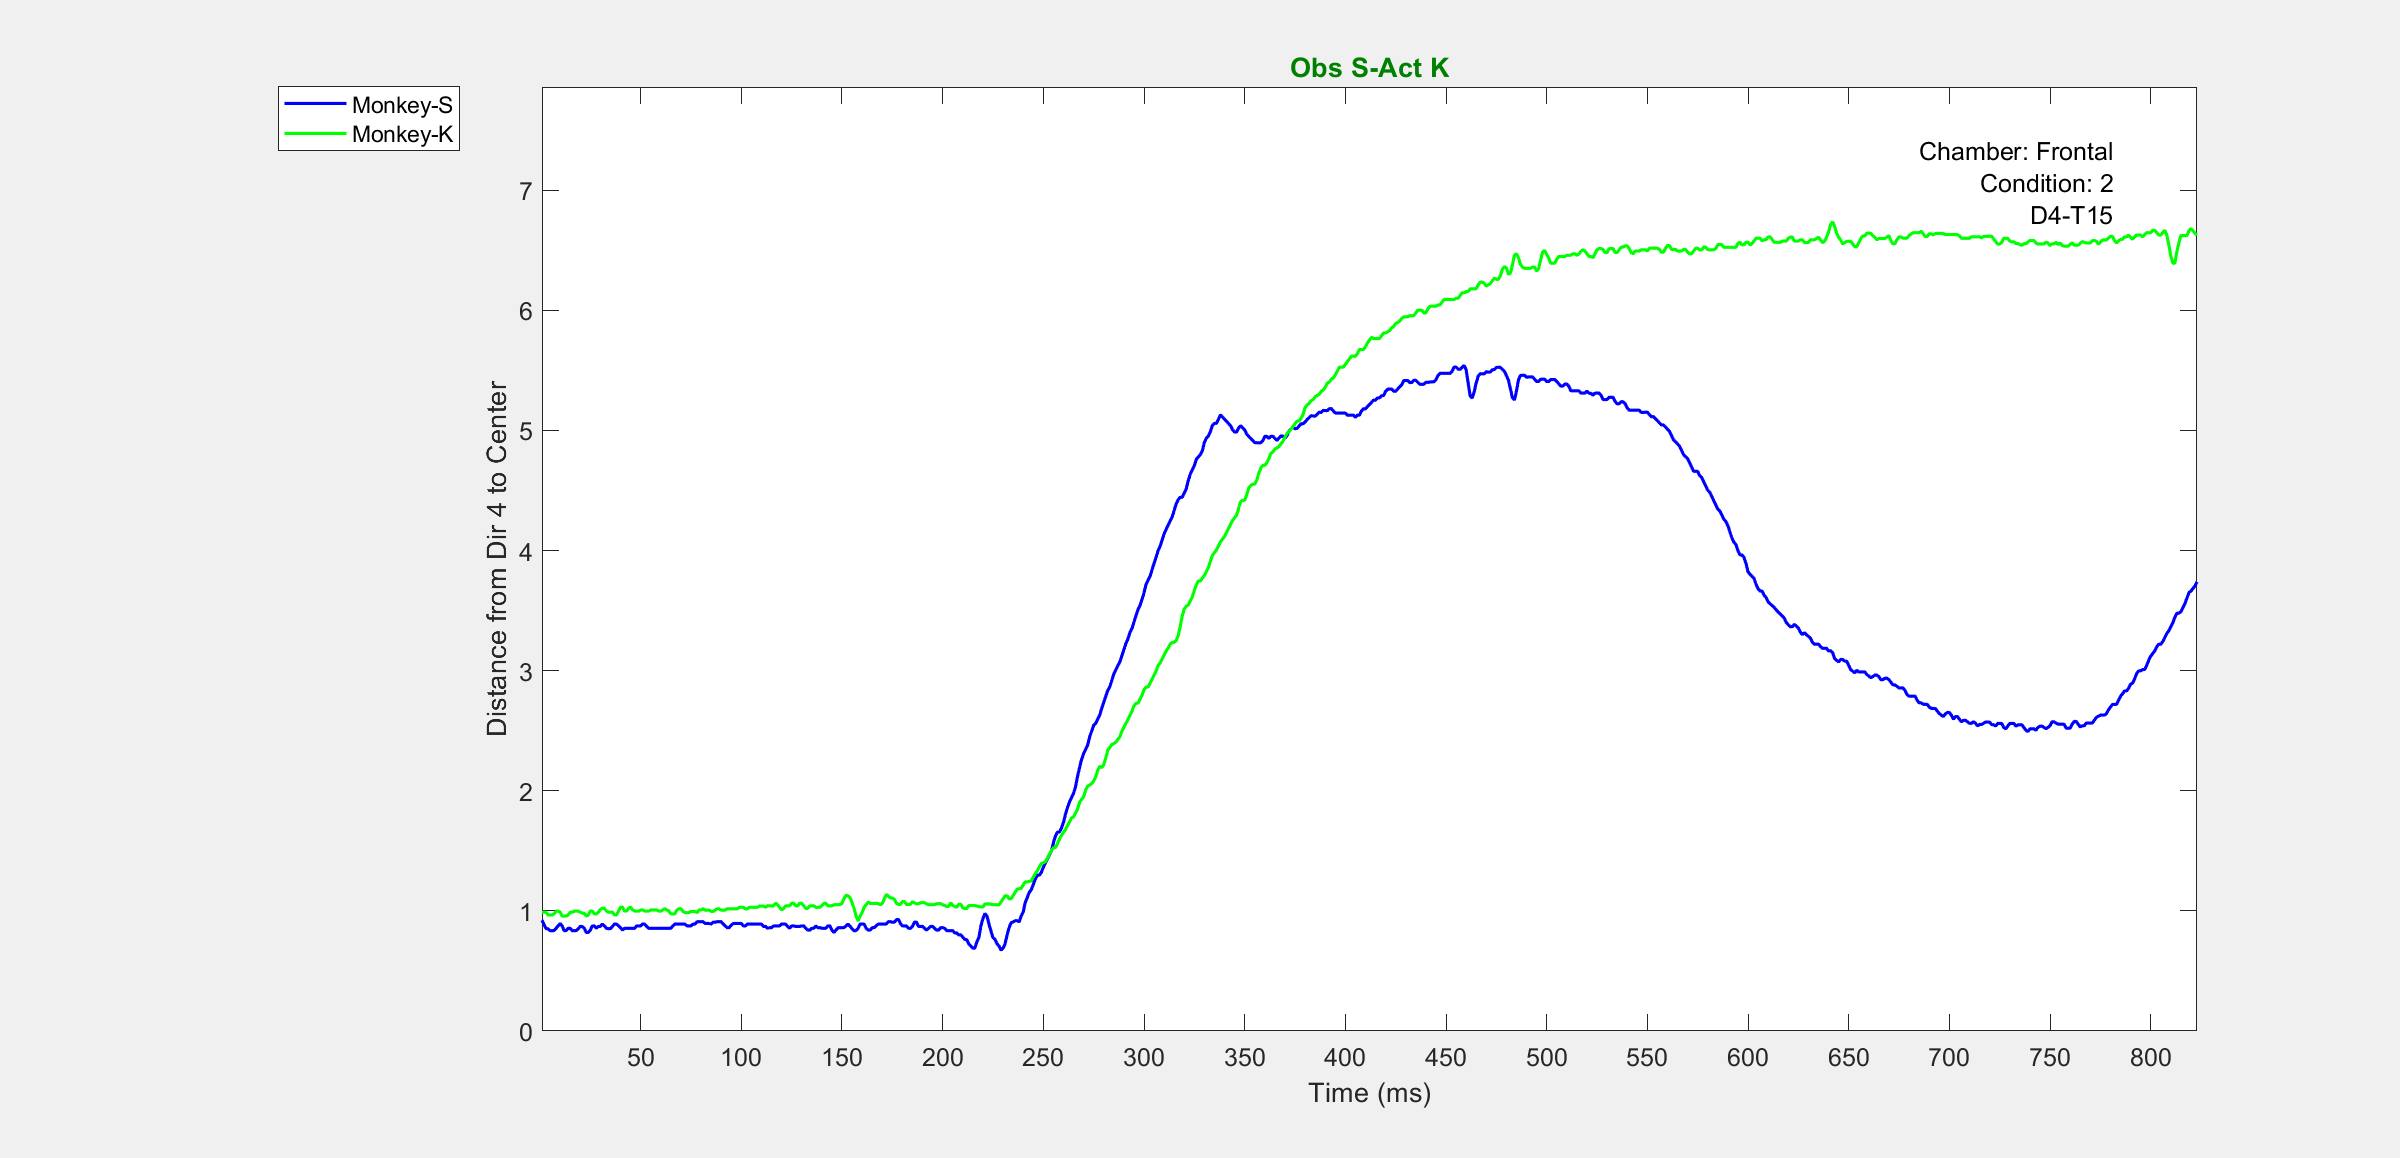 Obs S-Act K
Monkey-S
Monkey-K
Chamber: Frontal
Condition: 2
D4-T15
Distance from Dir 4 to Center
7
6
5
4
3
2
1
0
50 100 150 200 250 300 350 400 450 500 550 600 650 700 750 800
Time (ms)